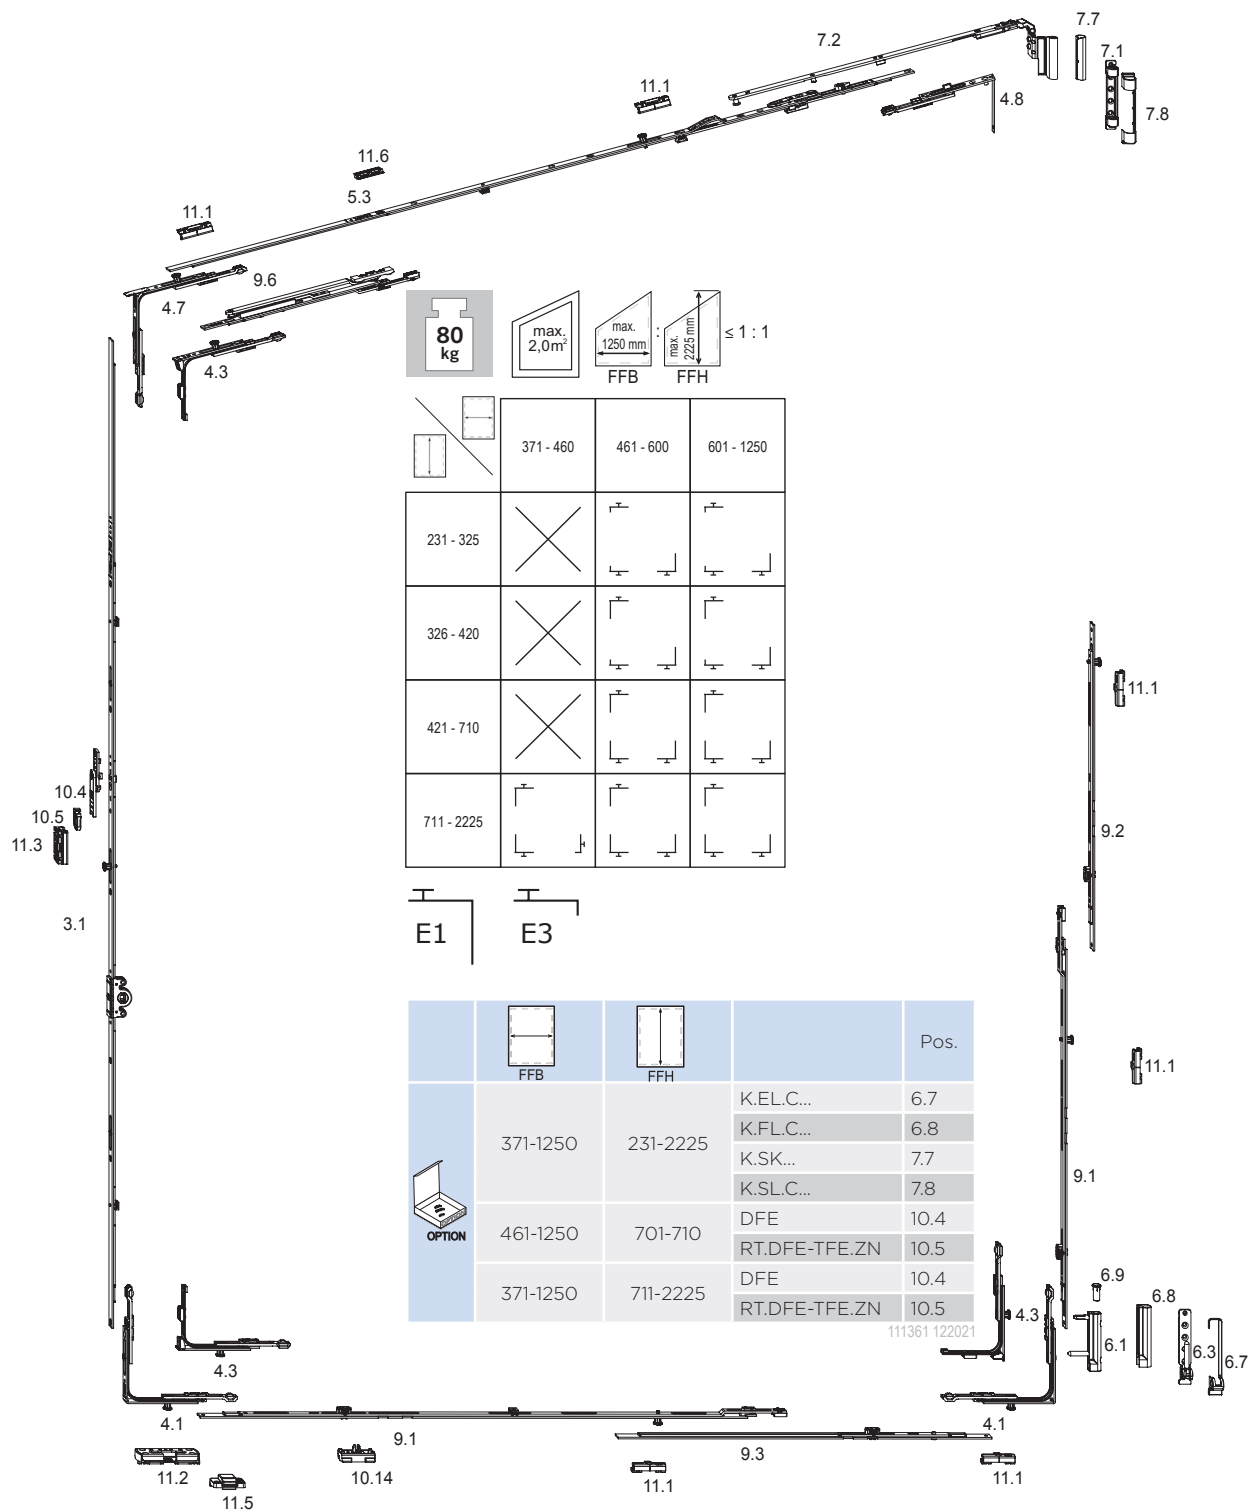 7.7
7.2
7.1
11.1
4.8
7.8
11.6
5.3
11.1
9.6
4.7
4.3
80
kg
max.
2,0m²
max.
1250 mm
FFB
:
max.
2225 mm
FFH
≤ 1 : 1
371 - 460
461 - 600
601 - 1250
231 - 325
326 - 420
421 - 710
711 - 2225
11.1
10.4
10.5
11.3
9.2
3.1
E1
E3
FFB
FFH
Pos.
11.1
OPTION
371-1250
231-2225
K.EL.C...
6.7
K.FL.C...
6.8
K.SK...
7.7
K.SL.C...
7.8
461-1250
701-710
DFE
10.4
RT.DFE-TFE.ZN
10.5
371-1250
711-2225
DFE
10.4
RT.DFE-TFE.ZN
10.5
111361 122021
9.1
6.9
6.8
4.3
6.1
6.3
6.7
4.3
4.1
9.1
4.1
9.3
11.2
10.14
11.1
11.1
11.5